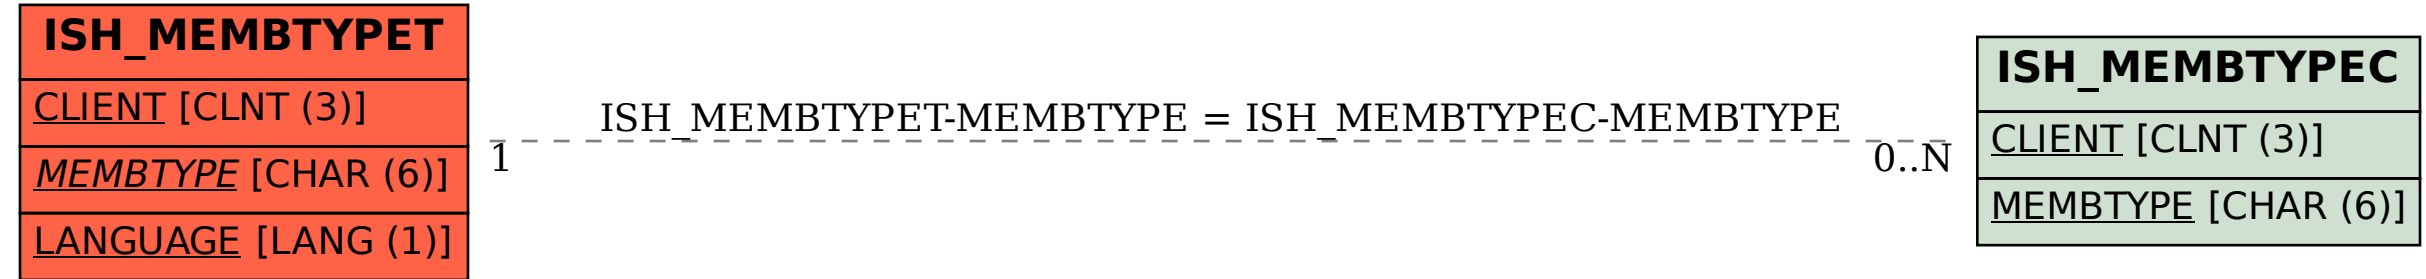 ISH_MEMBTYPET
CLIENT [CLNT (3)]
MEMBTYPE [CHAR (6)]
LANGUAGE [LANG (1)]
ISH_MEMBTYPET-MEMBTYPE = ISH_MEMBTYPEC-MEMBTYPE
1
0..N
ISH_MEMBTYPEC
CLIENT [CLNT (3)]
MEMBTYPE [CHAR (6)]